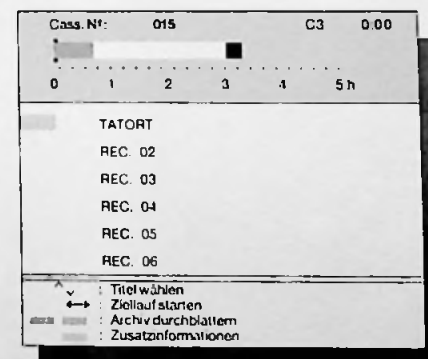 Cass. Nr: 015 C3 0:00
0 1 2 3 4 5 h
TATORT
REC. 02
REC. 03
REC. 04
REC. 05
REC. 06
: Titel wählen
: Ziellauf starten
: Archiv durchblättern
: Zusatzinformationen